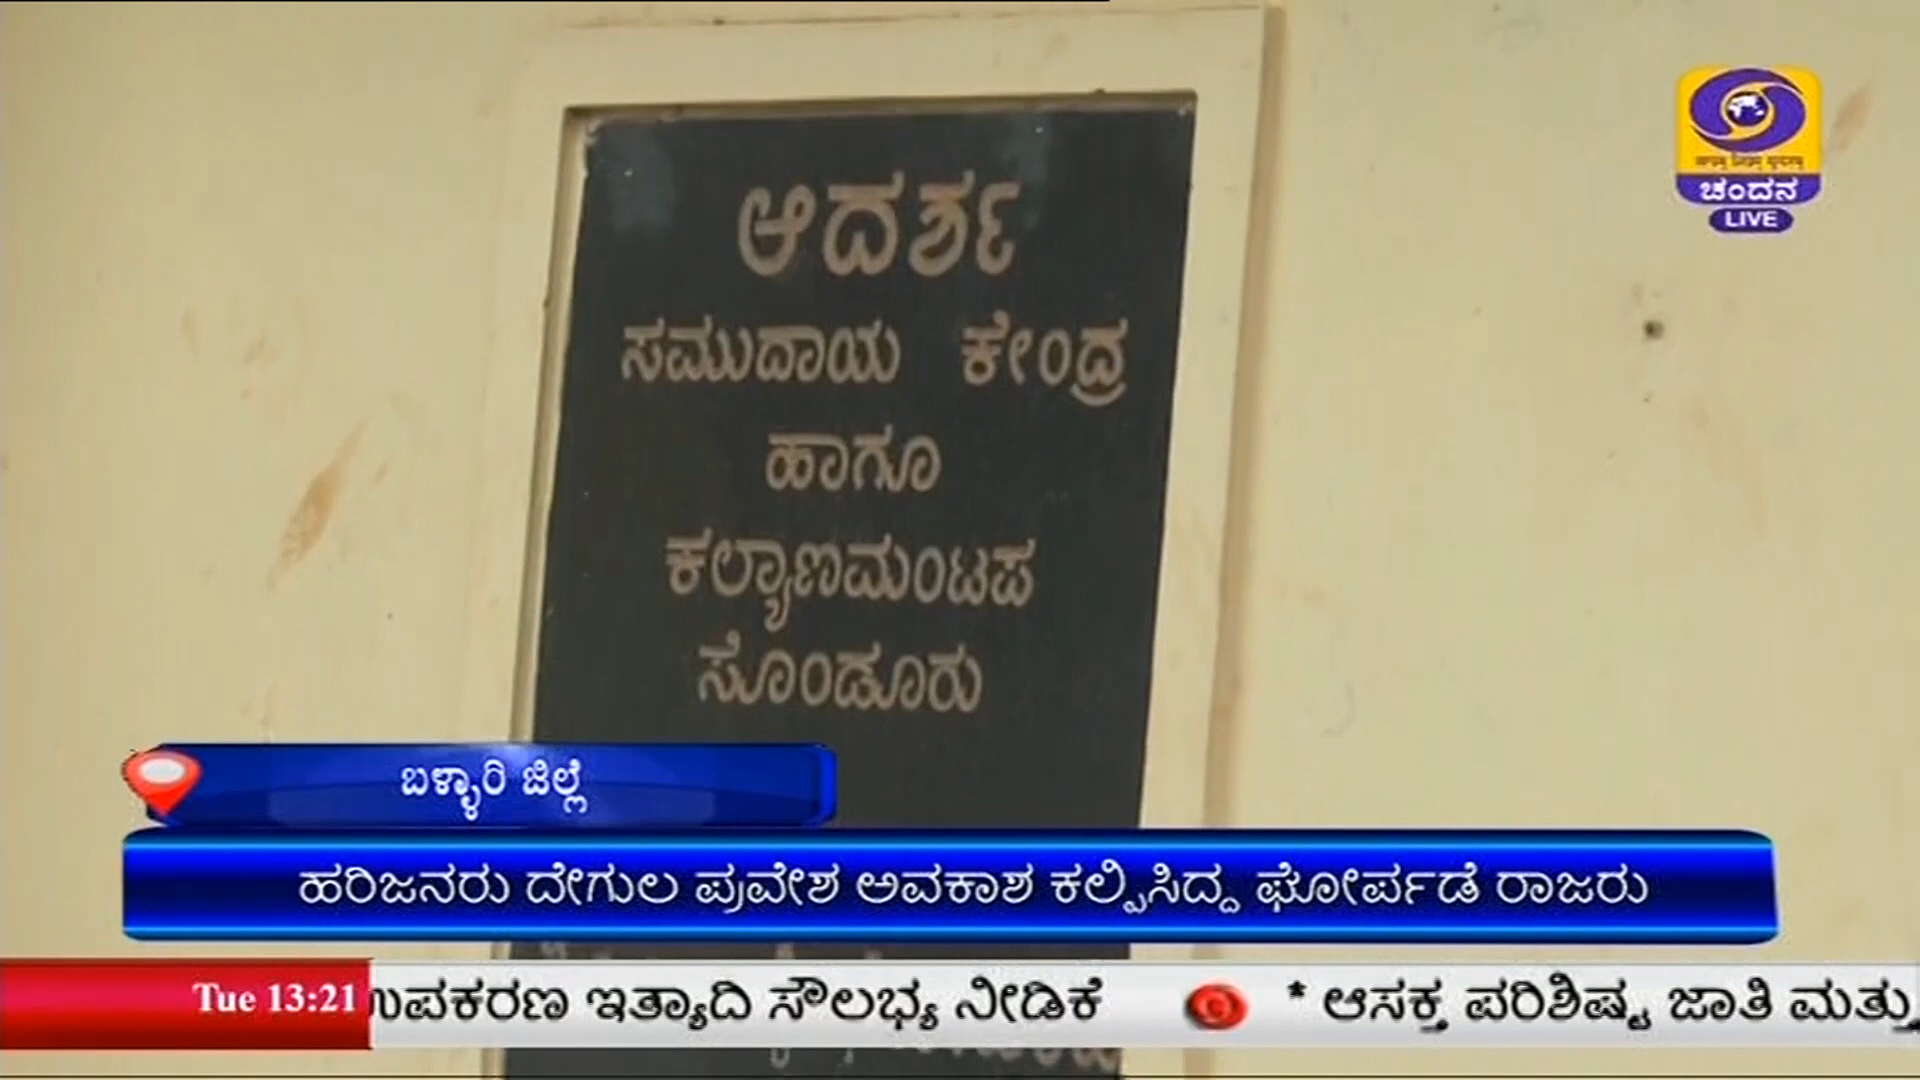 ಆದರ್ಶ
ಸಮುದಾಯ ಕೇಂದ್ರ
ಹಾಗೂ
ಕಲ್ಯಾಣಮಂಟಪ
ಸೊಂಡೂರು
ಚಂದನ
LIVE
ಬಳ್ಳಾರಿ ಜಿಲ್ಲೆ
ಹರಿಜನರು ದೇಗುಲ ಪ್ರವೇಶ ಅವಕಾಶ ಕಲ್ಪಿಸಿದ್ದ ಘೋರ್ಪಡೆ ರಾಜರು
Tue 13:21 ಉಪಕರಣ ಇತ್ಯಾದಿ ಸೌಲಭ್ಯ ನೀಡಿಕೆ * ಆಸಕ್ತ ಪರಿಶಿಷ್ಟ ಜಾತಿ ಮತ್ತು